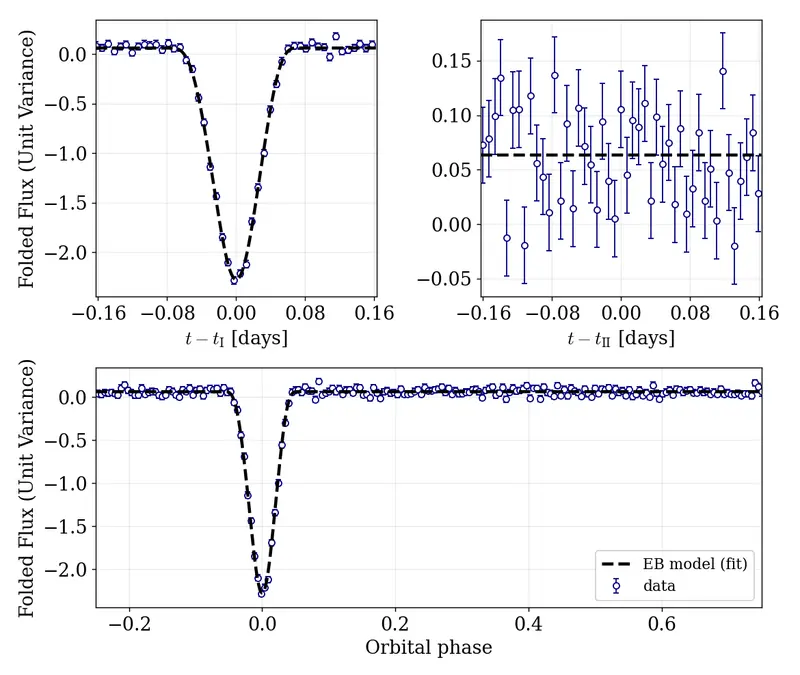 Folded Flux (Unit Variance)
0.0
−0.5
−1.0
−1.5
−2.0
−0.16 −0.08 0.00 0.08 0.16
t − t_I [days]
0.15
0.10
0.05
0.00
−0.05
−0.16 −0.08 0.00 0.08 0.16
t − t_II [days]
Folded Flux (Unit Variance)
0.0
−0.5
−1.0
−1.5
−2.0
−0.2 0.0 0.2 0.4 0.6
Orbital phase
EB model (fit)
data